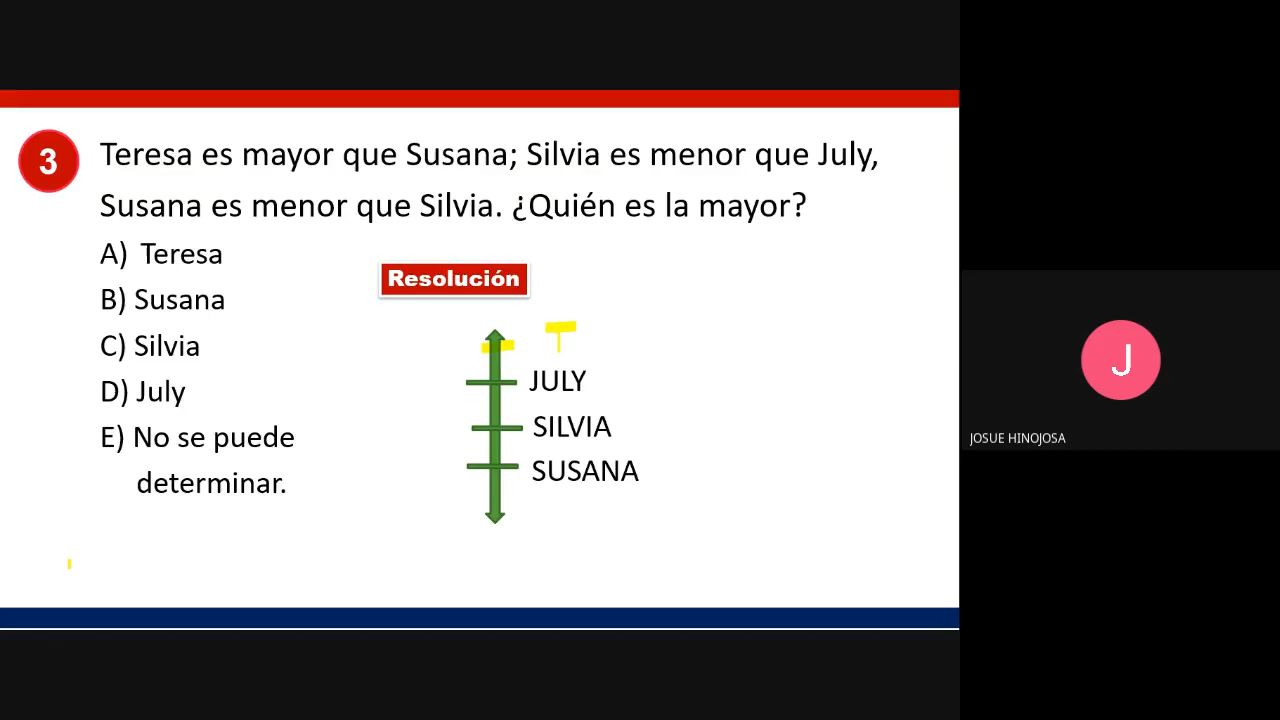 3
Teresa es mayor que Susana; Silvia es menor que July,
Susana es menor que Silvia. ¿Quién es la mayor?
A) Teresa
B) Susana
C) Silvia
D) July
E) No se puede
determinar.
Resolución
T
JULY
SILVIA
SUSANA
J
JOSUE HINOJOSA